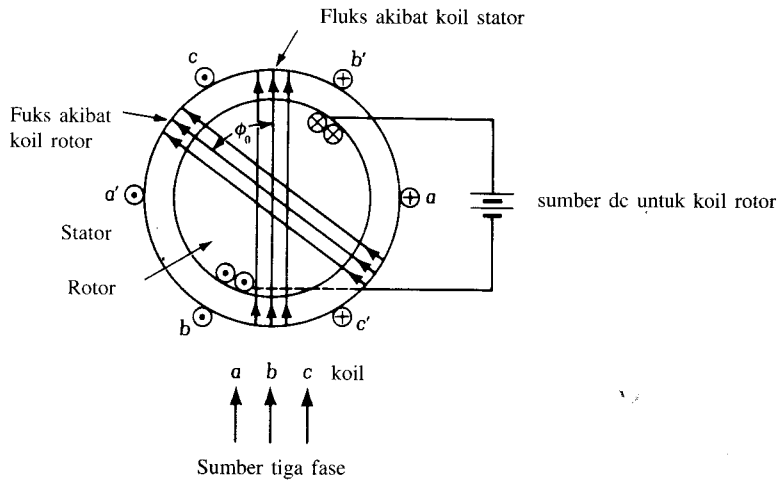 Fluks akibat koil stator
c
b'
Fuks akibat
koil rotor
ϕ₀
a'
a
sumber dc untuk koil rotor
Stator
Rotor
b
c'
a b c koil
Sumber tiga fase